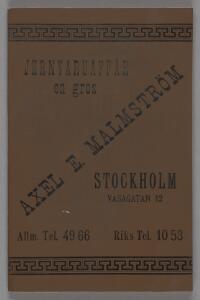 JERNVARUAFFÄR
en gros
AXEL E. MALMSTRÖM
STOCKHOLM
VASAGATAN 12
Allm. Tel. 49 66 Riks Tel. 10 53